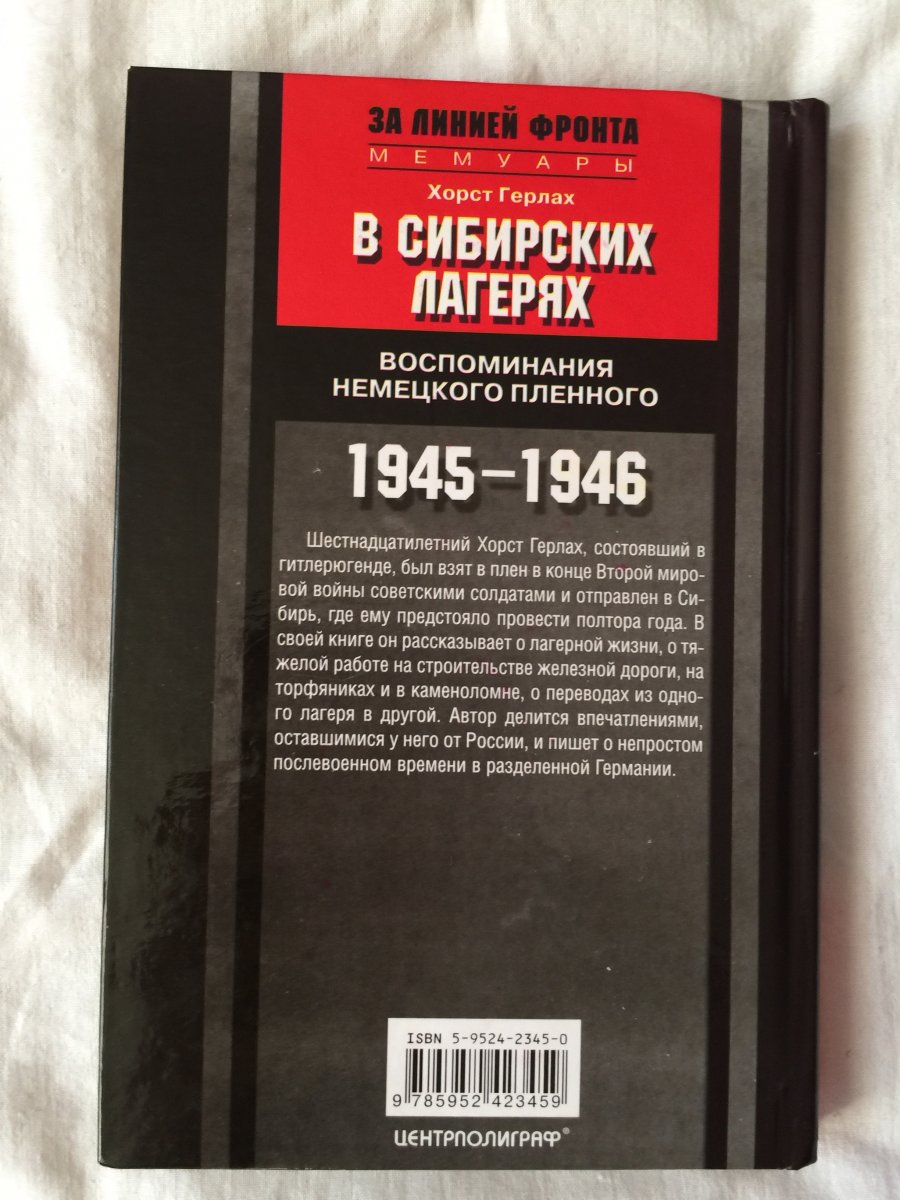 ЗА ЛИНИЕЙ ФРОНТА
МЕМУАРЫ
Хорст Герлах
В СИБИРСКИХ
ЛАГЕРЯХ
ВОСПОМИНАНИЯ
НЕМЕЦКОГО ПЛЕННОГО
1945–1946
Шестнадцатилетний Хорст Герлах, состоявший в
гитлерюгенде, был взят в плен в конце Второй миро-
вой войны советскими солдатами и отправлен в Си-
бирь, где ему предстояло провести полтора года. В
своей книге он рассказывает о лагерной жизни, о тя-
желой работе на строительстве железной дороги, на
торфяниках и в каменоломне, о переводах из одно-
го лагеря в другой. Автор делится впечатлениями,
оставшимися у него от России, и пишет о непростом
послевоенном времени в разделенной Германии.
ISBN 5-9524-2345-0
9 785952 423459
ЦЕНТРПОЛИГРАФ®